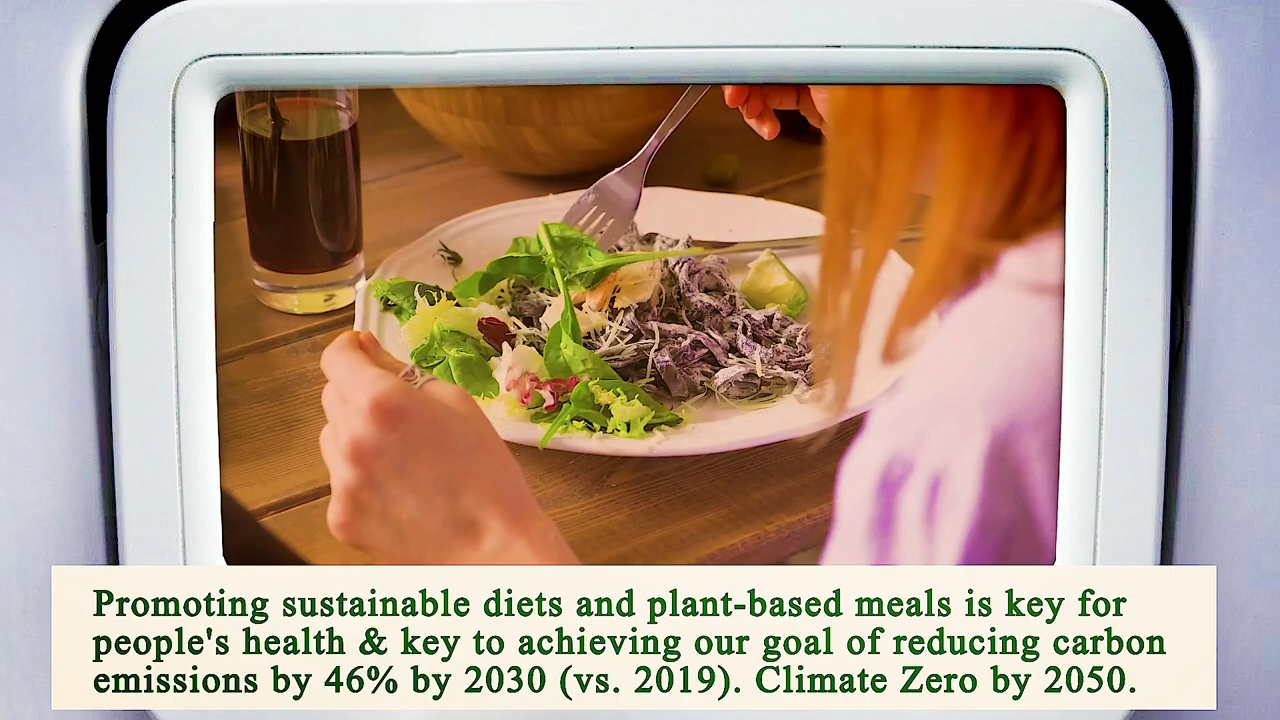 Promoting sustainable diets and plant-based meals is key for
people's health & key to achieving our goal of reducing carbon
emissions by 46% by 2030 (vs. 2019). Climate Zero by 2050.